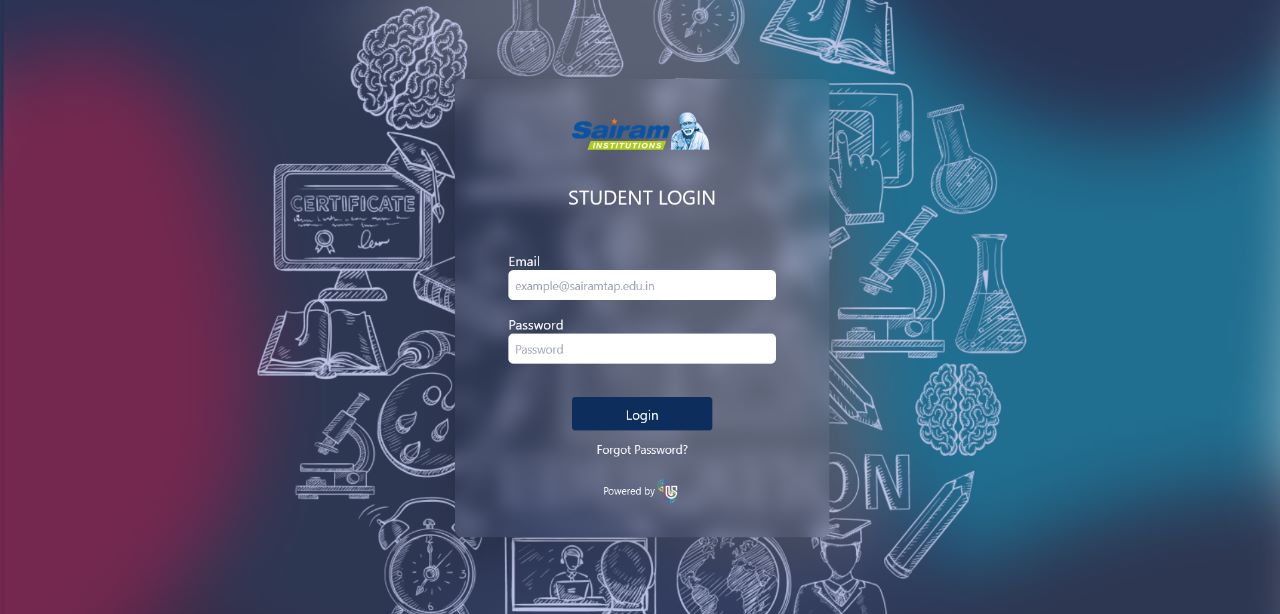 Sairam
INSTITUTIONS
CERTIFICATE
STUDENT LOGIN
Email
example@sairamtap.edu.in
Password
Password
Login
Forgot Password?
ON
Powered by